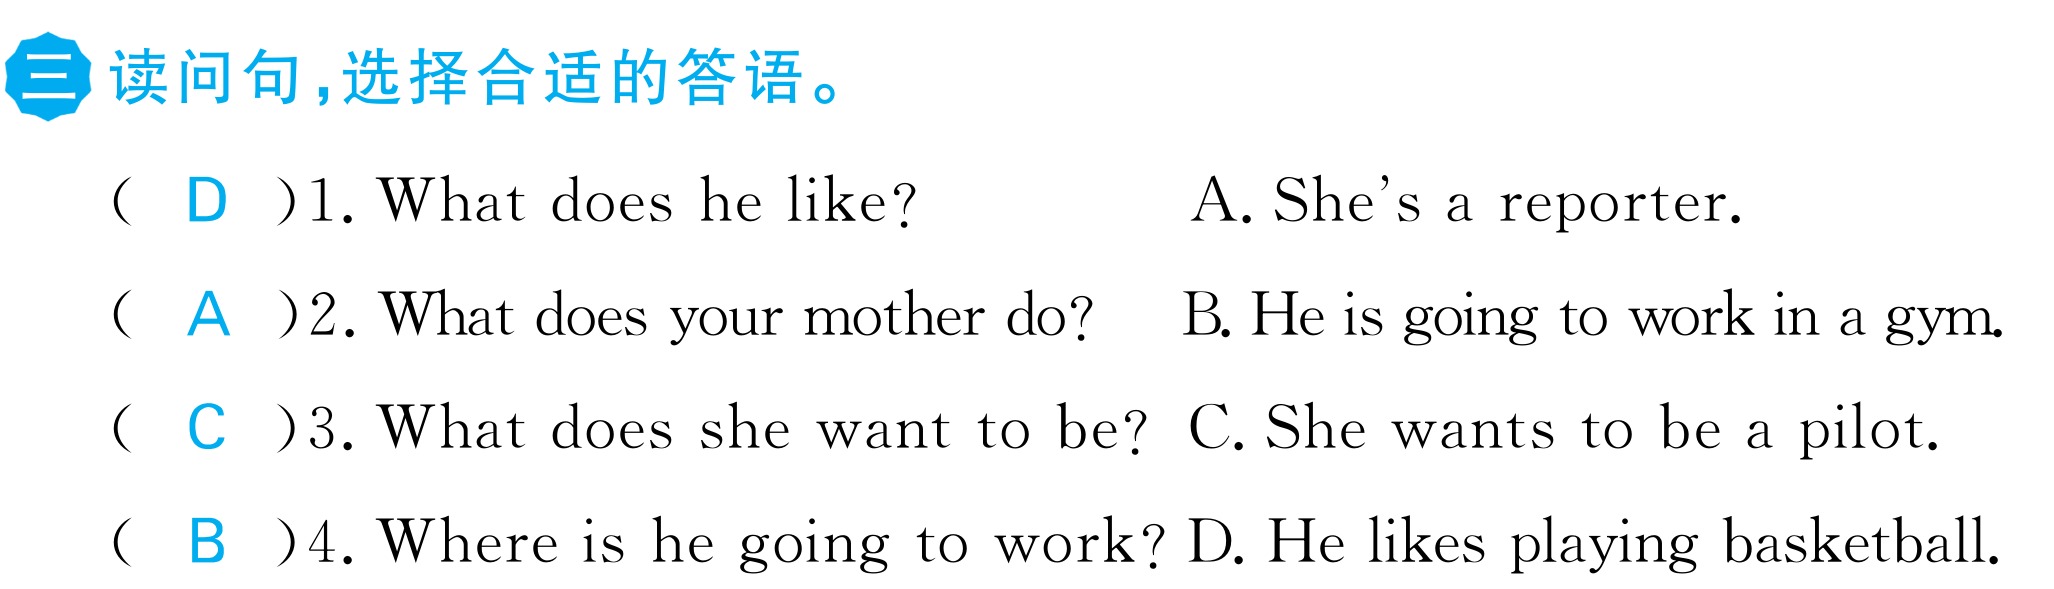 三 读问句,选择合适的答语。
( D )1. What does he like? A. She's a reporter.
( A )2. What does your mother do? B. He is going to work in a gym.
( C )3. What does she want to be? C. She wants to be a pilot.
( B )4. Where is he going to work? D. He likes playing basketball.